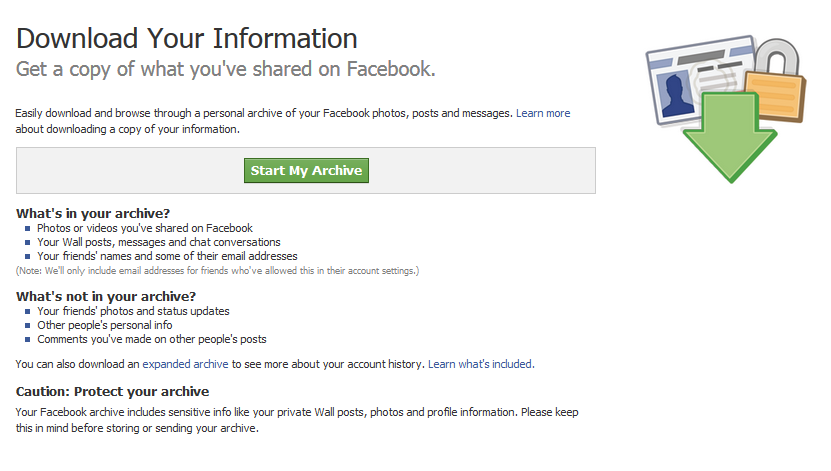 Download Your Information
Get a copy of what you've shared on Facebook.
Easily download and browse through a personal archive of your Facebook photos, posts and messages. Learn more
about downloading a copy of your information.
Start My Archive
What's in your archive?
Photos or videos you've shared on Facebook
Your Wall posts, messages and chat conversations
Your friends' names and some of their email addresses
(Note: We'll only include email addresses for friends who've allowed this in their account settings.)
What's not in your archive?
Your friends' photos and status updates
Other people's personal info
Comments you've made on other people's posts
You can also download an expanded archive to see more about your account history. Learn what's included.
Caution: Protect your archive
Your Facebook archive includes sensitive info like your private Wall posts, photos and profile information. Please keep
this in mind before storing or sending your archive.